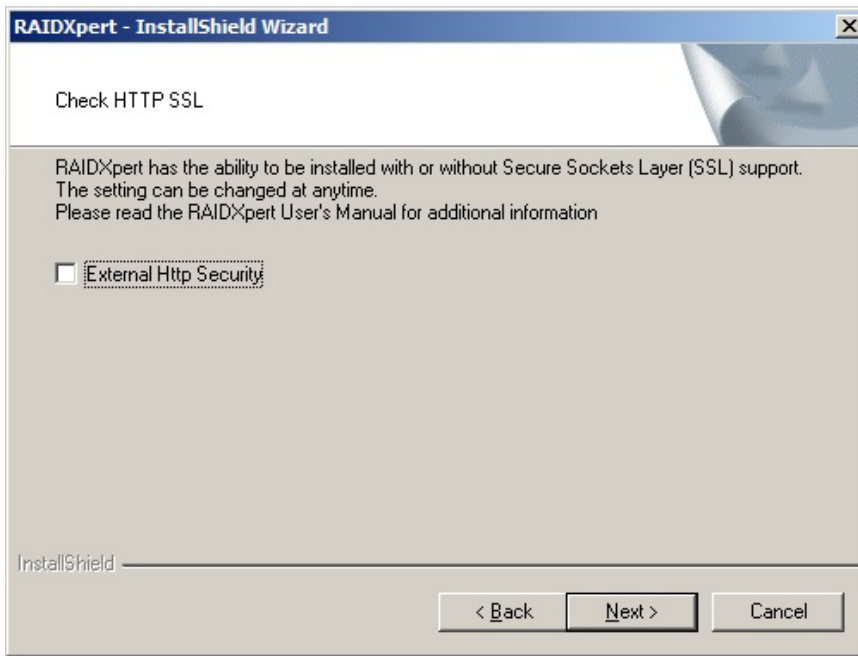 RAIDXpert - InstallShield Wizard
Check HTTP SSL
RAIDXpert has the ability to be installed with or without Secure Sockets Layer (SSL) support.
The setting can be changed at anytime.
Please read the RAIDXpert User's Manual for additional information
External Http Security
InstallShield
< Back Next > Cancel